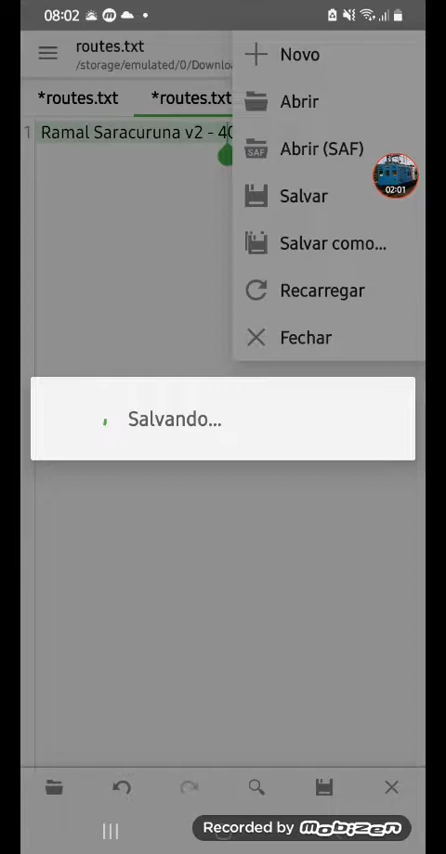 08:02
routes.txt
/storage/emulated/0/Downloa
*routes.txt
*routes.txt
1 Ramal Saracuruna v2 - 40
Novo
Abrir
SAF
Abrir (SAF)
02:01
Salvar
Salvar como...
Recarregar
Fechar
Salvando...
Recorded by Mobizen